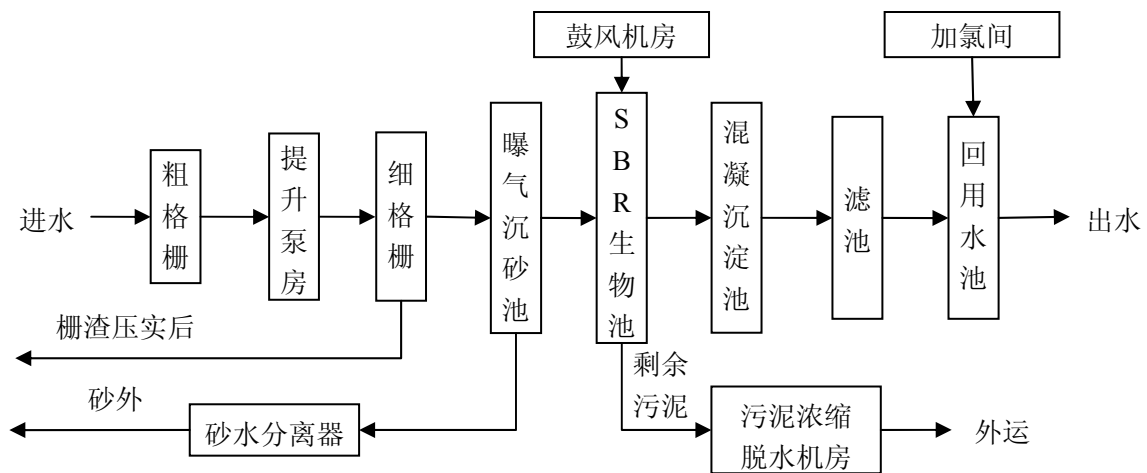 鼓风机房
加氯间
进水
粗格栅
提升泵房
细格栅
曝气沉砂池
SBR生物池
混凝沉淀池
滤池
回用水池
出水
栅渣压实后
砂外
砂水分离器
剩余
污泥
污泥浓缩
脱水机房
外运